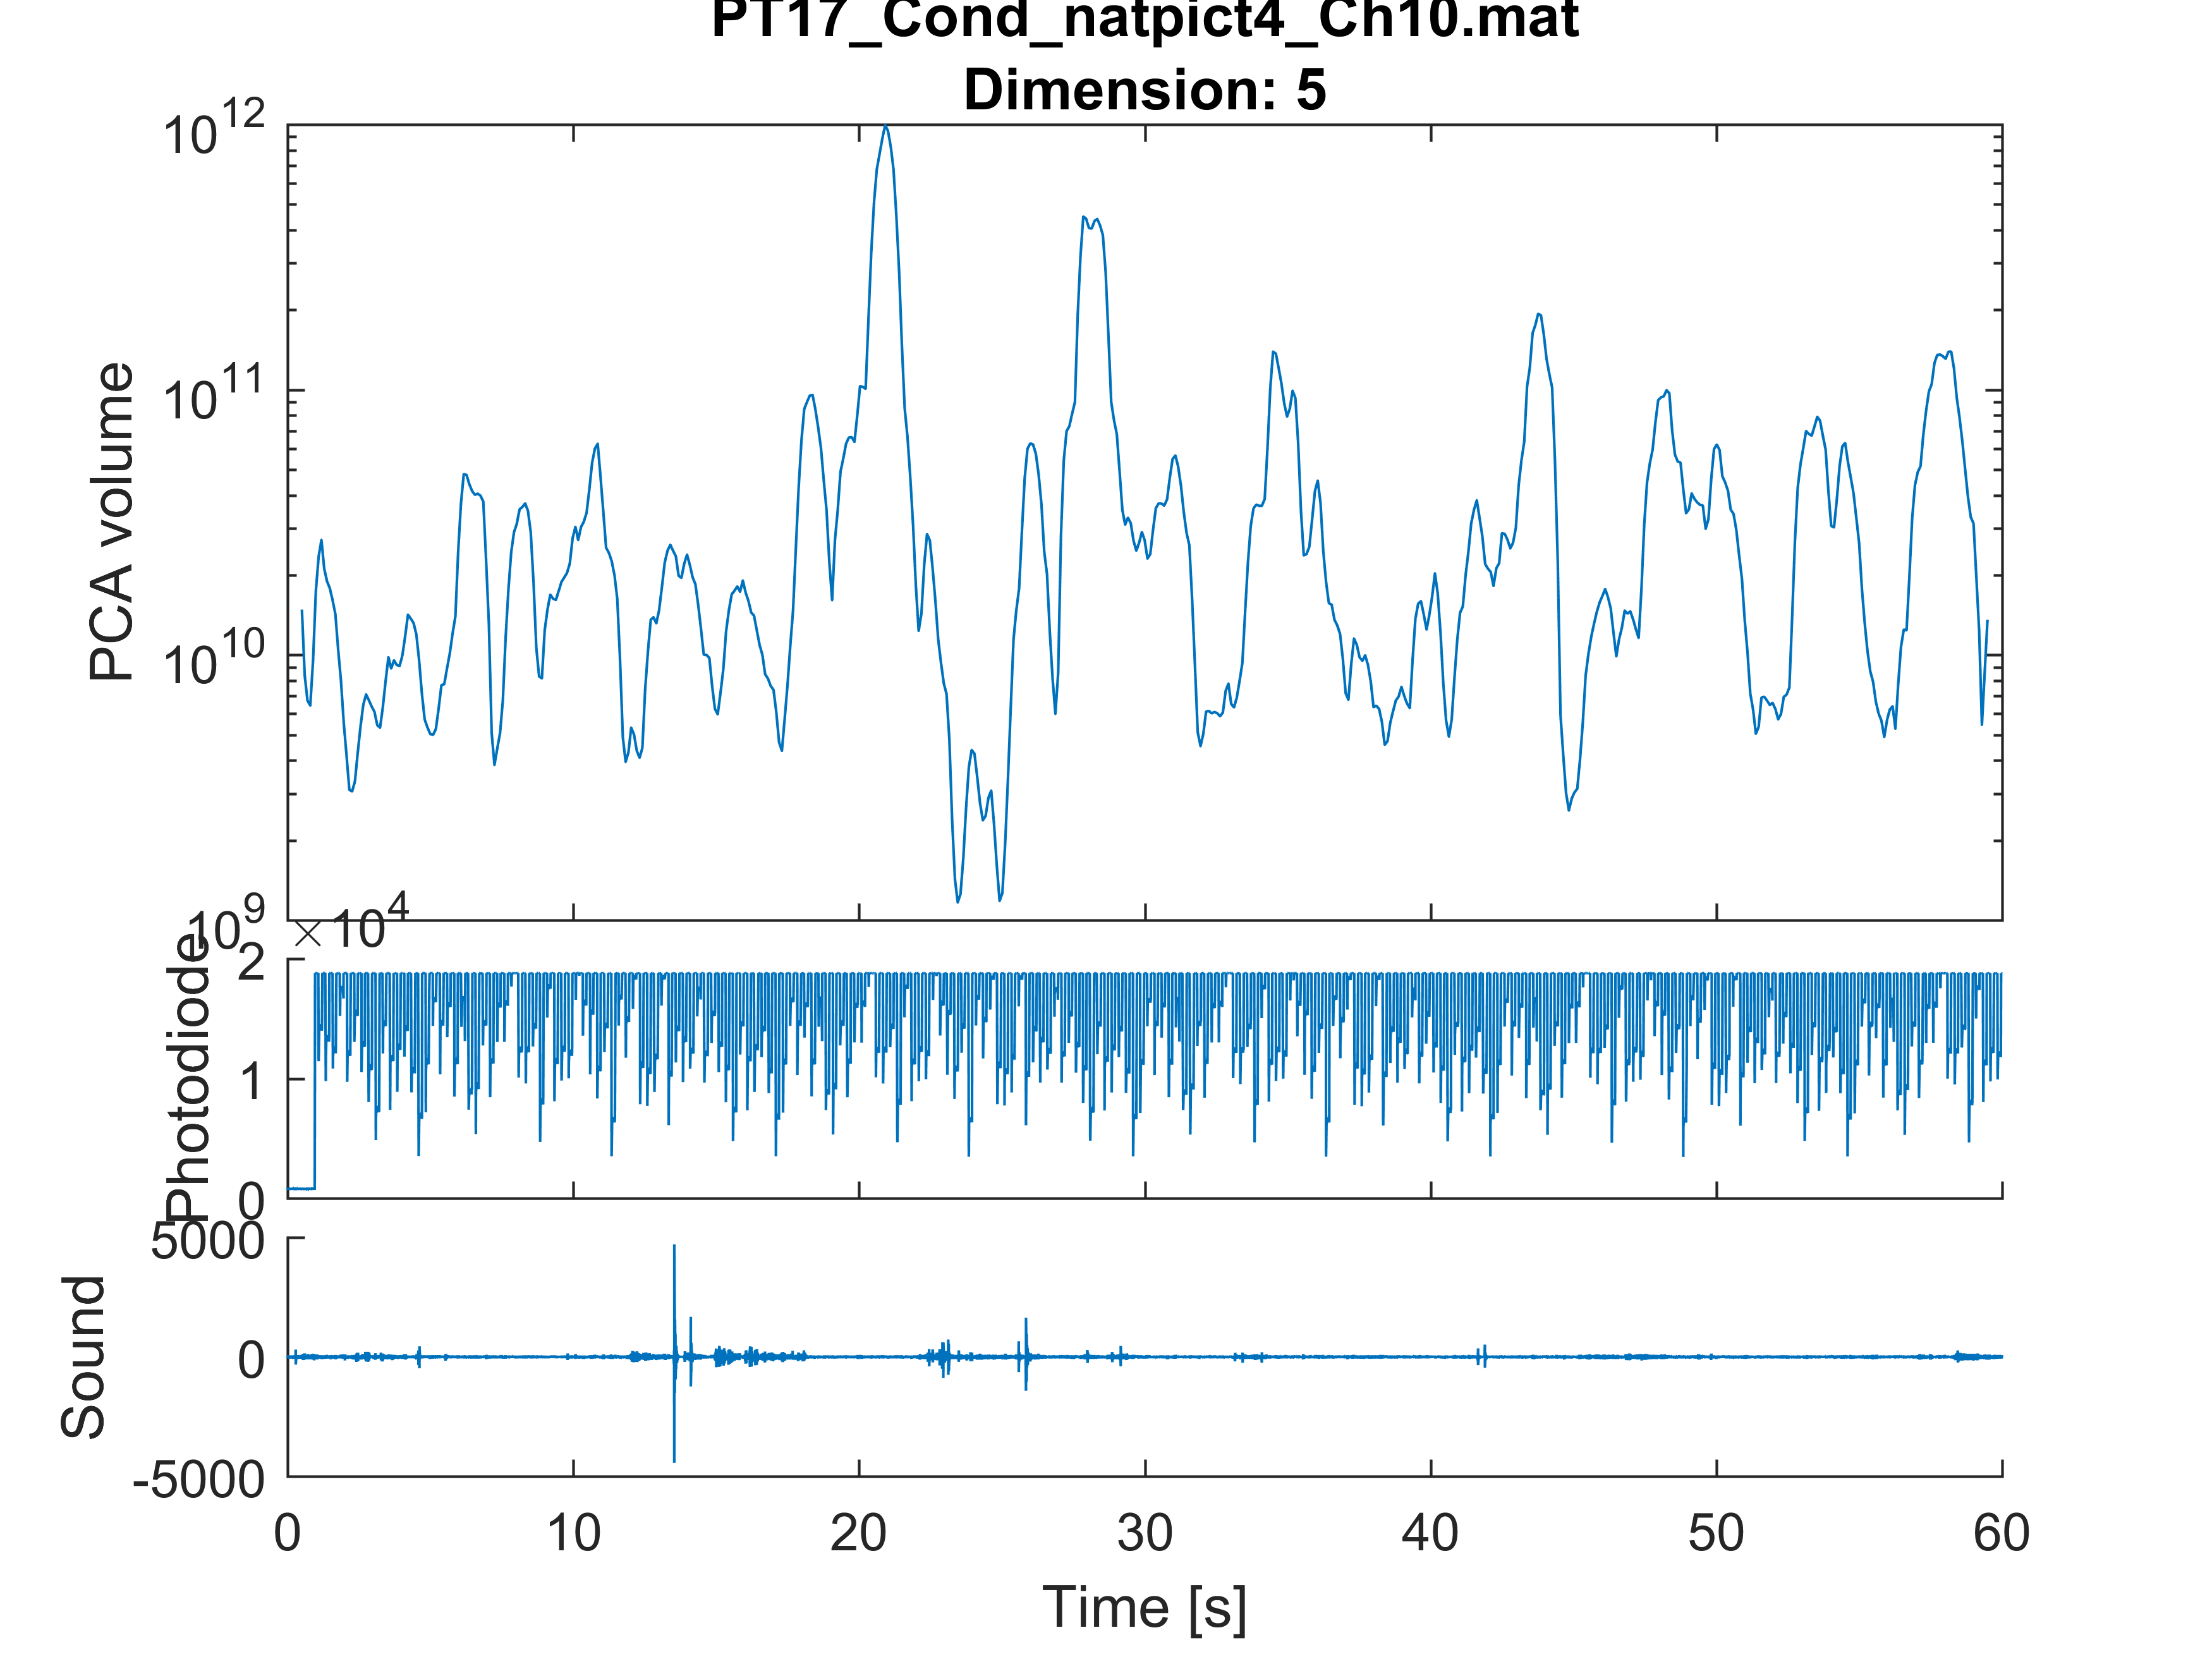 PT17_Cond_natpict4_Ch10.mat
Dimension: 5
10^12
10^11
10^10
10^9
PCA volume
× 10^4
2
1
0
Photodiode
5000
0
-5000
Sound
0 10 20 30 40 50 60
Time [s]